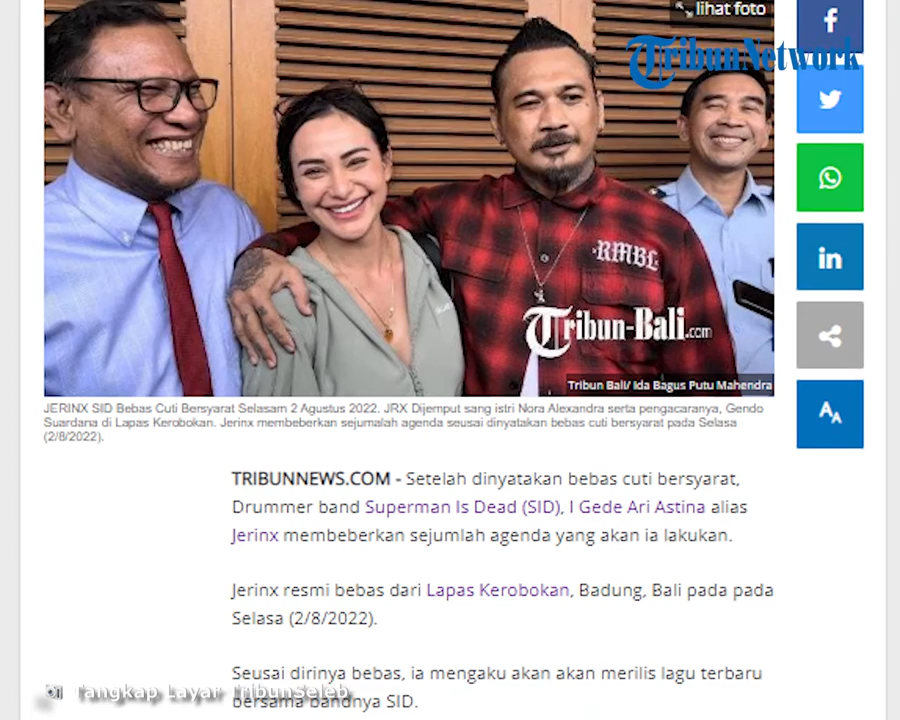 lihat foto
TribunNetwork
RMBL
Tribun-Bali.com
Tribun Bali/ Ida Bagus Putu Mahendra
JERINX SID Bebas Cuti Bersyarat Selasam 2 Agustus 2022. JRX Dijemput sang istri Nora Alexandra serta pengacaranya, Gendo
Suardana di Lapas Kerobokan. Jerinx membeberkan sejumalah agenda seusai dinyatakan bebas cuti bersyarat pada Selasa
(2/8/2022).
TRIBUNNEWS.COM - Setelah dinyatakan bebas cuti bersyarat,
Drummer band Superman Is Dead (SID), I Gede Ari Astina alias
Jerinx membeberkan sejumlah agenda yang akan ia lakukan.
Jerinx resmi bebas dari Lapas Kerobokan, Badung, Bali pada pada
Selasa (2/8/2022).
Seusai dirinya bebas, ia mengaku akan akan merilis lagu terbaru
Tangkap Layar TribunSeleb
bersama bandnya SID.